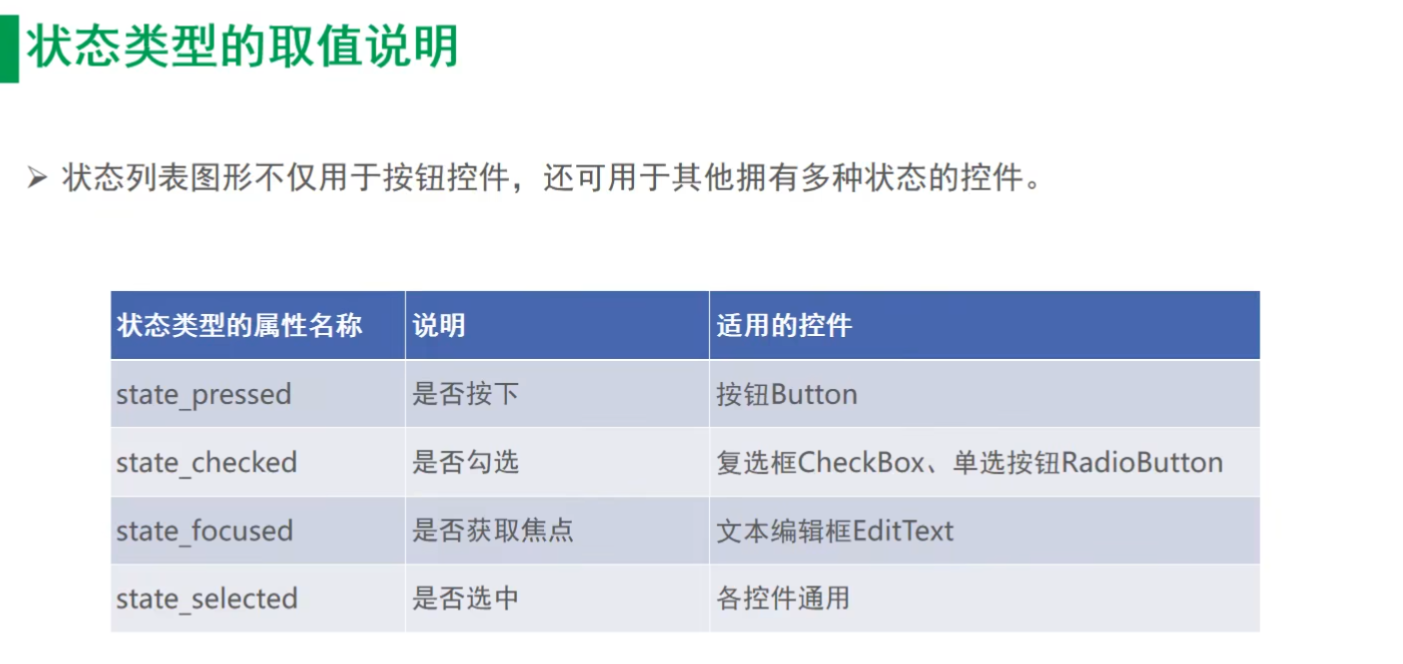 状态类型的取值说明
➢ 状态列表图形不仅用于按钮控件，还可用于其他拥有多种状态的控件。
状态类型的属性名称 说明 适用的控件
state_pressed 是否按下 按钮Button
state_checked 是否勾选 复选框CheckBox、单选按钮RadioButton
state_focused 是否获取焦点 文本编辑框EditText
state_selected 是否选中 各控件通用